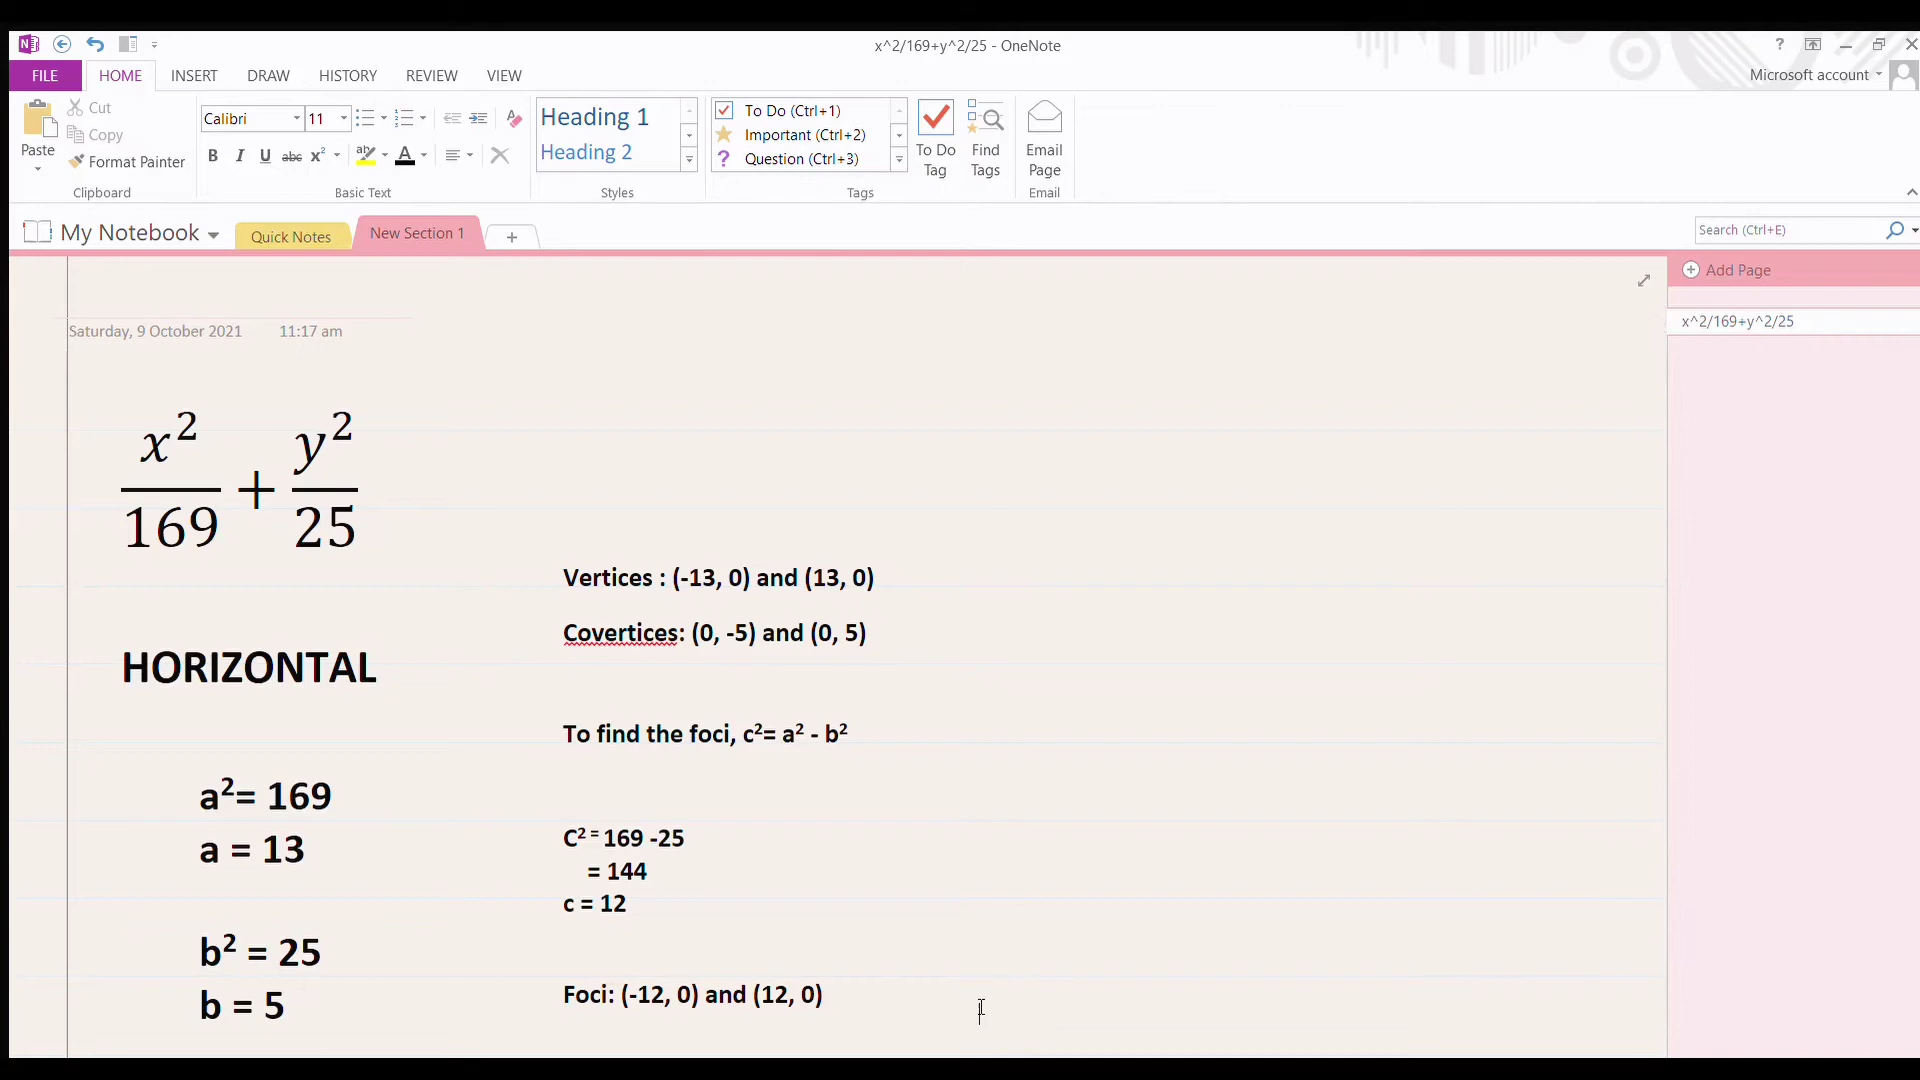 x^2/169+y^2/25 - OneNote
?
FILE HOME INSERT DRAW HISTORY REVIEW VIEW
Microsoft account
Paste
Cut
Copy
Format Painter
Clipboard
Calibri 11
B I U abc x² ab A
Basic Text
Heading 1
Heading 2
Styles
To Do (Ctrl+1)
Important (Ctrl+2)
? Question (Ctrl+3)
To Do Tag
Find Tags
Tags
Email Page
Email
My Notebook
Quick Notes
New Section 1
+
Search (Ctrl+E)
Add Page
x^2/169+y^2/25
Saturday, 9 October 2021 11:17 am
x²/169 + y²/25
HORIZONTAL
a²= 169
a = 13
b² = 25
b = 5
Vertices : (-13, 0) and (13, 0)
Covertices: (0, -5) and (0, 5)
To find the foci, c²= a² - b²
C² = 169 -25
= 144
c = 12
Foci: (-12, 0) and (12, 0)